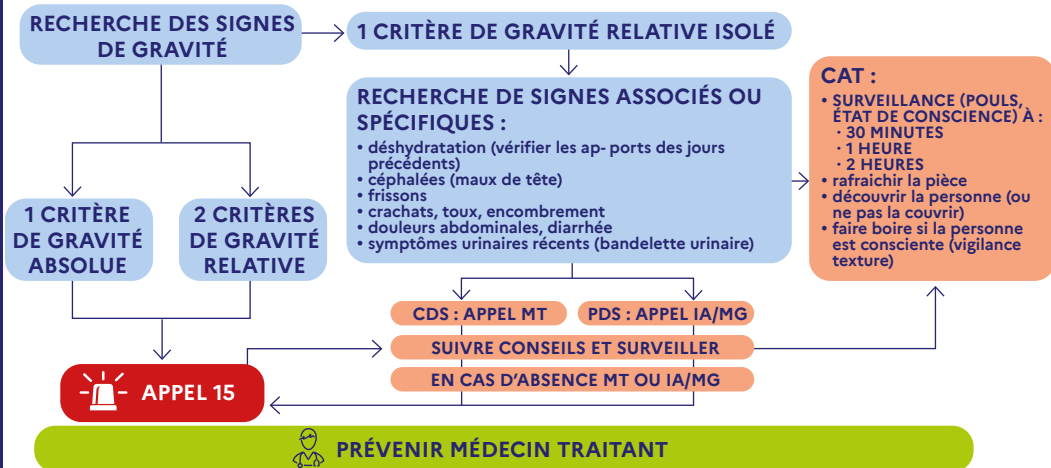 RECHERCHE DES SIGNES
DE GRAVITÉ
1 CRITÈRE DE GRAVITÉ RELATIVE ISOLÉ
RECHERCHE DE SIGNES ASSOCIÉS OU
SPÉCIFIQUES :
• déshydratation (vérifier les ap- ports des jours
précédents)
• céphalées (maux de tête)
• frissons
• crachats, toux, encombrement
• douleurs abdominales, diarrhée
• symptômes urinaires récents (bandelette urinaire)
CAT :
• SURVEILLANCE (POULS,
ÉTAT DE CONSCIENCE) À :
· 30 MINUTES
· 1 HEURE
· 2 HEURES
• rafraichir la pièce
• découvrir la personne (ou
ne pas la couvrir)
• faire boire si la personne
est consciente (vigilance
texture)
1 CRITÈRE
DE GRAVITÉ
ABSOLUE
2 CRITÈRES
DE GRAVITÉ
RELATIVE
CDS : APPEL MT
PDS : APPEL IA/MG
SUIVRE CONSEILS ET SURVEILLER
EN CAS D'ABSENCE MT OU IA/MG
APPEL 15
PRÉVENIR MÉDECIN TRAITANT